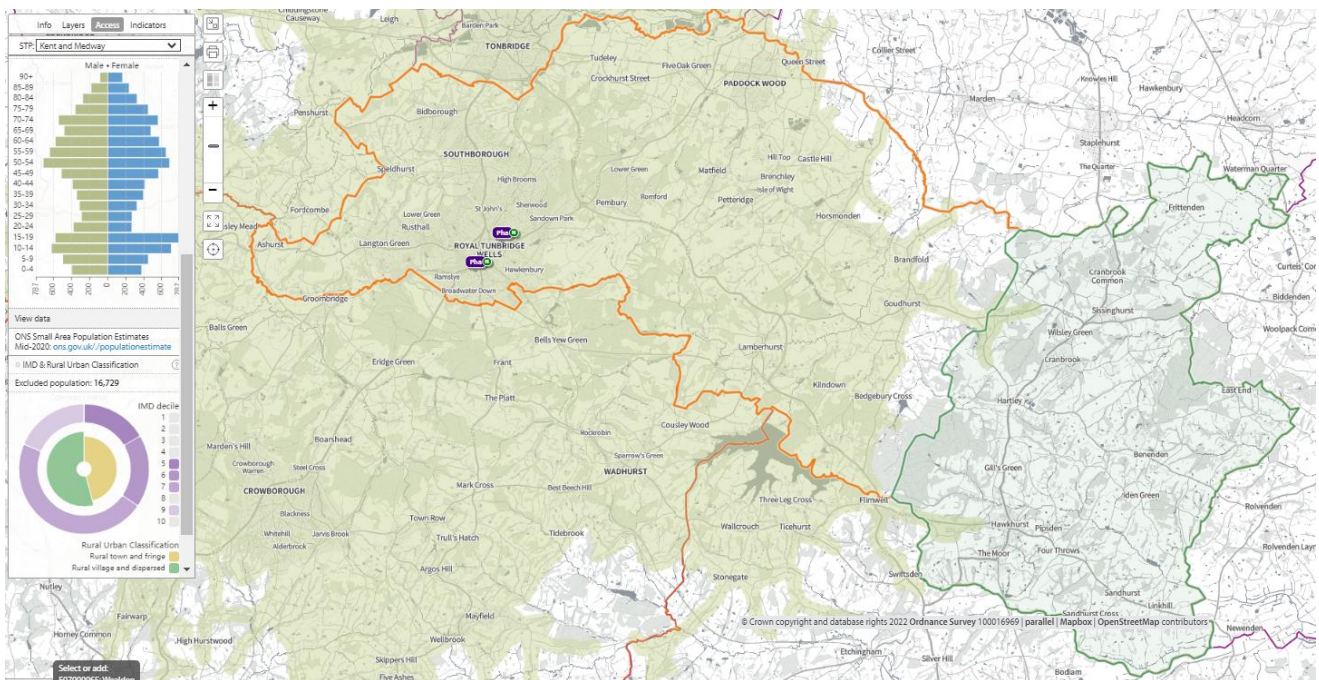 Info Layers Access Indicators
STP: Kent and Medway
Male • Female
90+
85-89
80-84
75-79
70-74
65-69
60-64
55-59
50-54
45-49
40-44
35-39
30-34
25-29
20-24
15-19
10-14
5-9
0-4
787 600 400 200 0 200 400 600 787
View data
ONS Small Area Population Estimates
Mid-2020: ons.gov.uk/./populationestimate
IMD & Rural Urban Classification ?
Excluded population: 16,729
IMD decile
1
2
3
4
5
6
7
8
9
10
Rural Urban Classification
Rural town and fringe
Rural village and dispersed
Select or add:
Causeway
Leigh
Barden Park
TONBRIDGE
Tudeley
Five Oak Green
Queen Street
Collier Street
Crockhurst Street
PADDOCK WOOD
Knowles Hill
Hawkenbury
Marden
Penshurst
Bidborough
Headcorn
Staplehurst
The Quarter
SOUTHBOROUGH
Hill Top
Castle Hill
Waterman Quarter
Speldhurst
High Brooms
Lower Green
Matfield
Brenchley
Isle of Wight
Fordcombe
St John's
Sherwood
Pembury
Romford
Petteridge
Frittenden
Lower Green
Rusthall
Sandown Park
Horsmonden
Ashurst
Langton Green
ROYAL TUNBRIDGE
WELLS
Brandfold
Cranbrook
Common
Ramslye
Hawkenbury
Broadwater Down
Biddenden
Groombridge
Goudhurst
Sissinghurst
Balls Green
Wilsley Green
Bells Yew Green
Lamberhurst
Cranbrook
Eridge Green
Frant
Kilndown
East End
The Platt
Bedgebury Cross
Hartley
Cousley Wood
Rockrobin
Marden's Hill
Boarshead
Benenden
Sparrow's Green
Crowborough
Warren
Steel Cross
WADHURST
Gill's Green
CROWBOROUGH
Mark Cross
Best Beech Hill
Three Leg Cross
Flimwell
Iden Green
Rolvenden
Blackness
Town Row
Hawkhurst
Pipsden
Whitehill
Jarvis Brook
Alderbrook
Trull's Hatch
Tidebrook
Wallcrouch
Ticehurst
The Moor
Four Throws
Argos Hill
Stonegate
Swiftsden
Nutley
Sandhurst
Fairwarp
Mayfield
Sandhurst Cross
Linkhill
© Crown copyright and database rights 2022 Ordnance Survey 100016969 | parallel | Mapbox | OpenStreetMap contributors
Newenden
High Hurstwood
Wellbrook
Etchingham
Silver Hill
Skippers Hill
Bodiam
Five Ashes